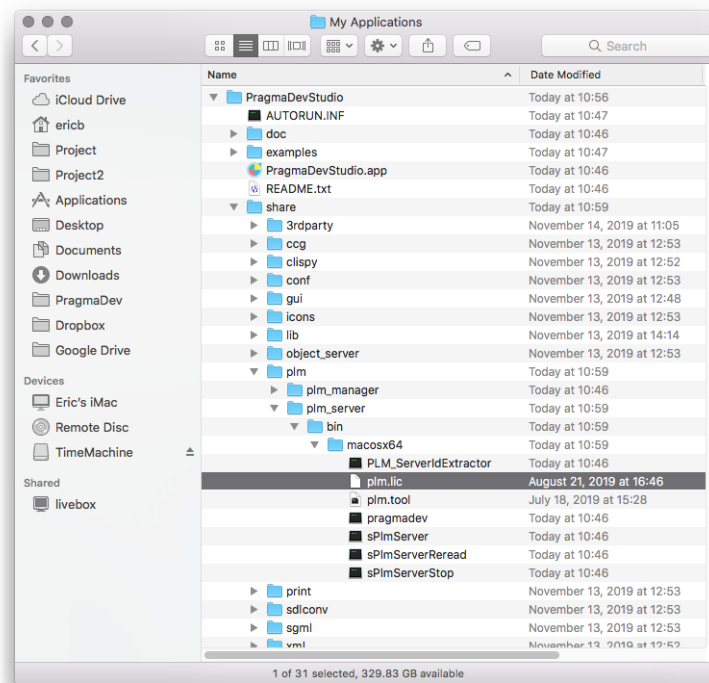 My Applications
Search
Favorites
iCloud Drive
ericb
Project
Project2
Applications
Desktop
Documents
Downloads
PragmaDev
Dropbox
Google Drive
Devices
Eric's iMac
Remote Disc
TimeMachine
Shared
livebox
Name Date Modified
PragmaDevStudio Today at 10:56
AUTORUN.INF Today at 10:47
doc Today at 10:46
examples Today at 10:47
PragmaDevStudio.app Today at 10:46
README.txt Today at 10:46
share Today at 10:59
3rdparty November 14, 2019 at 11:05
ccg November 13, 2019 at 12:53
clispy November 13, 2019 at 12:52
conf November 13, 2019 at 12:53
gui November 13, 2019 at 12:48
icons November 13, 2019 at 12:53
lib November 13, 2019 at 14:14
object_server November 13, 2019 at 12:53
plm Today at 10:59
plm_manager Today at 10:46
plm_server Today at 10:59
bin Today at 10:59
macosx64 Today at 10:59
PLM_ServerIdExtractor Today at 10:46
plm.lic August 21, 2019 at 16:46
plm.tool July 18, 2019 at 15:28
pragmadev Today at 10:46
sPlmServer Today at 10:46
sPlmServerReread Today at 10:46
sPlmServerStop Today at 10:46
print November 13, 2019 at 12:53
sdlconv November 13, 2019 at 12:53
sgml November 13, 2019 at 12:53
xml November 13, 2019 at 12:52
1 of 31 selected, 329.83 GB available